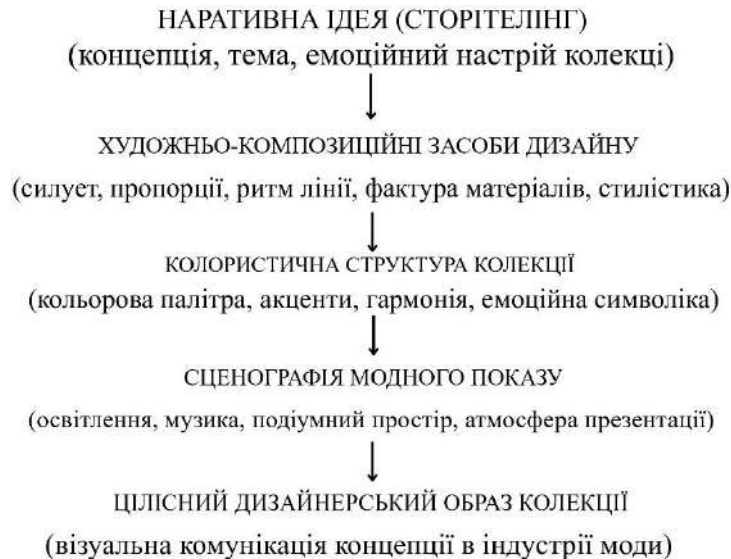 НАРАТИВНА ІДЕЯ (СТОРІТЕЛІНГ)
(концепція, тема, емоційний настрій колекці)
ХУДОЖНЬО-КОМПОЗИЦІЙНІ ЗАСОБИ ДИЗАЙНУ
(силует, пропорції, ритм лінії, фактура матеріалів, стилістика)
КОЛОРИСТИЧНА СТРУКТУРА КОЛЕКЦІЇ
(кольорова палітра, акценти, гармонія, емоційна символіка)
СЦЕНОГРАФІЯ МОДНОГО ПОКАЗУ
(освітлення, музика, подіумний простір, атмосфера презентації)
ЦІЛІСНИЙ ДИЗАЙНЕРСЬКИЙ ОБРАЗ КОЛЕКЦІЇ
(візуальна комунікація концепції в індустрії моди)